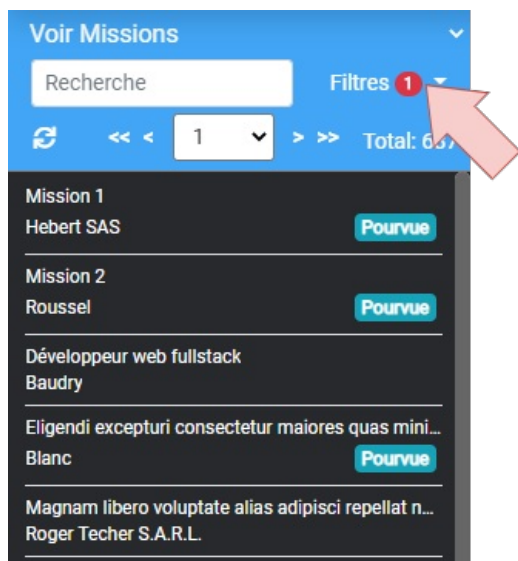 Voir Missions
Recherche
Filtres 1
<< < 1 > >> Total:
Mission 1
Hebert SAS Pourvue
Mission 2
Roussel Pourvue
Développeur web fullstack
Baudry
Eligendi excepturi consectetur maiores quas mini...
Blanc Pourvue
Magnam libero voluptate alias adipisci repellat n...
Roger Techer S.A.R.L.